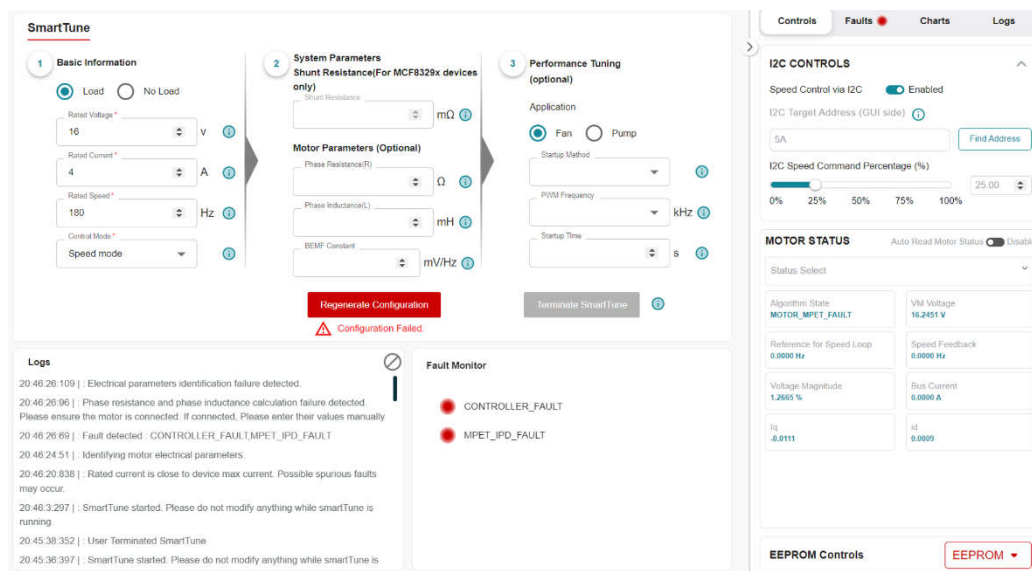 SmartTune
1
Basic Information
Load
No Load
Rated Voltage *
16
V
Rated Current *
4
A
Rated Speed *
180
Hz
Control Mode *
Speed mode
2
System Parameters
Shunt Resistance(For MCF8329x devices
only)
Shunt Resistance
mΩ
Motor Parameters (Optional)
Phase Resistance(R)
Ω
Phase Inductance(L)
mH
BEMF Constant
mV/Hz
3
Performance Tuning
(optional)
Application
Fan
Pump
Startup Method
PWM Frequency
kHz
Startup Time
s
Regenerate Configuration
Configuration Failed.
Terminate SmartTune
Logs
20:46:26:109 | : Electrical parameters identification failure detected.
20:46:26:96 | : Phase resistance and phase inductance calculation failure detected.
Please ensure the motor is connected. If connected, Please enter their values manually
20:46:26:69 | : Fault detected : CONTROLLER_FAULT,MPET_IPD_FAULT
20:46:24:51 | : Identifying motor electrical parameters.
20:46:20:838 | : Rated current is close to device max current. Possible spurious faults
may occur.
20:46:3:297 | : SmartTune started. Please do not modify anything while smartTune is
running.
20:45:38:352 | : User Terminated SmartTune
20:45:36:397 | : SmartTune started. Please do not modify anything while smartTune is
Fault Monitor
CONTROLLER_FAULT
MPET_IPD_FAULT
Controls
Faults
Charts
Logs
I2C CONTROLS
Speed Control via I2C
Enabled
I2C Target Address (GUI side)
5A
Find Address
I2C Speed Command Percentage (%)
25.00
0% 25% 50% 75% 100%
MOTOR STATUS
Auto Read Motor Status
Disabl
Status Select
Algorithm State
MOTOR_MPET_FAULT
VM Voltage
16.2451 V
Reference for Speed Loop
0.0000 Hz
Speed Feedback
0.0000 Hz
Voltage Magnitude
1.2665 %
Bus Current
0.0000 A
Iq
-0.0111
Id
0.0009
EEPROM Controls
EEPROM